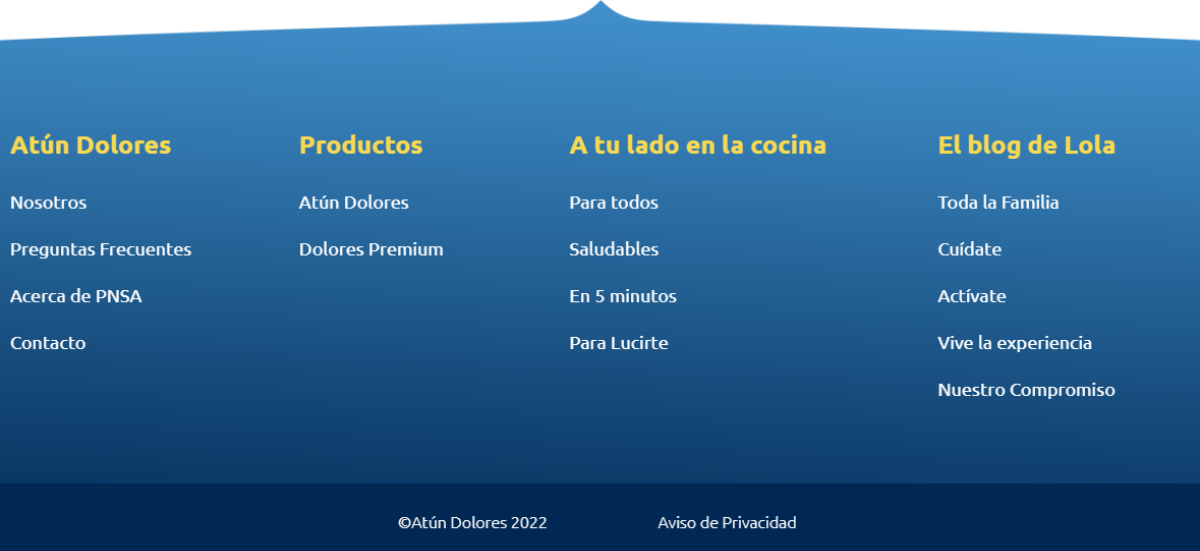 Atún Dolores
Nosotros
Preguntas Frecuentes
Acerca de PNSA
Contacto
Productos
Atún Dolores
Dolores Premium
A tu lado en la cocina
Para todos
Saludables
En 5 minutos
Para Lucirte
El blog de Lola
Toda la Familia
Cuídate
Actívate
Vive la experiencia
Nuestro Compromiso
©Atún Dolores 2022
Aviso de Privacidad